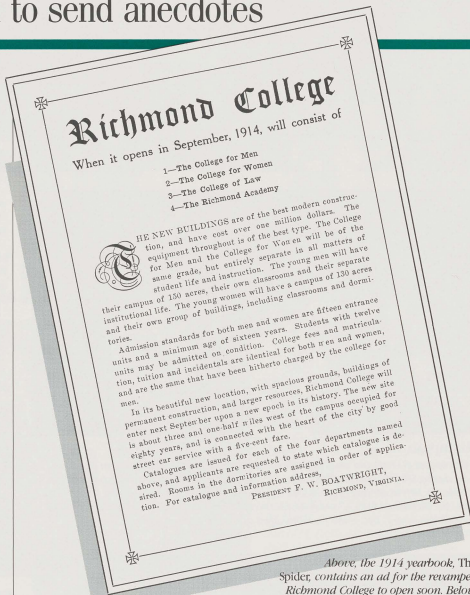 to send anecdotes
Richmond College
When it opens in September, 1914, will consist of
1—The College for Men
2—The College for Women
3—The College of Law
4—The Richmond Academy
THE NEW BUILDINGS are of the best modern construc-
tion, and have cost over one million dollars. The
equipment throughout is of the best type. The College
for Men and the College for Women will be of the
same grade, but entirely separate in all matters of
student life and instruction. The young men will have
their campus of 150 acres, their own classrooms and their separate
institutional life. The young women will have a campus of 130 acres
and their own group of buildings, including classrooms and dormi-
tories.
Admission standards for both men and women are fifteen entrance
units and a minimum age of sixteen years. Students with twelve
units may be admitted on condition. College fees and matricula-
tion, tuition and incidentals are identical for both men and women,
and are the same that have been hitherto charged by the college for
men.
In its beautiful new location, with spacious grounds, buildings of
permanent construction, and larger resources, Richmond College will
enter next September upon a new epoch in its history. The new site
is about three and one-half miles west of the campus occupied for
eighty years, and is connected with the heart of the city by good
street car service with a five-cent fare.
Catalogues are issued for each of the four departments named
above, and applicants are requested to state which catalogue is de-
sired. Rooms in the dormitories are assigned in order of applica-
tion. For catalogue and information address,
PRESIDENT F. W. BOATWRIGHT,
RICHMOND, VIRGINIA.
Above, the 1914 yearbook, Th
Spider, contains an ad for the revampe
Richmond College to open soon. Belo